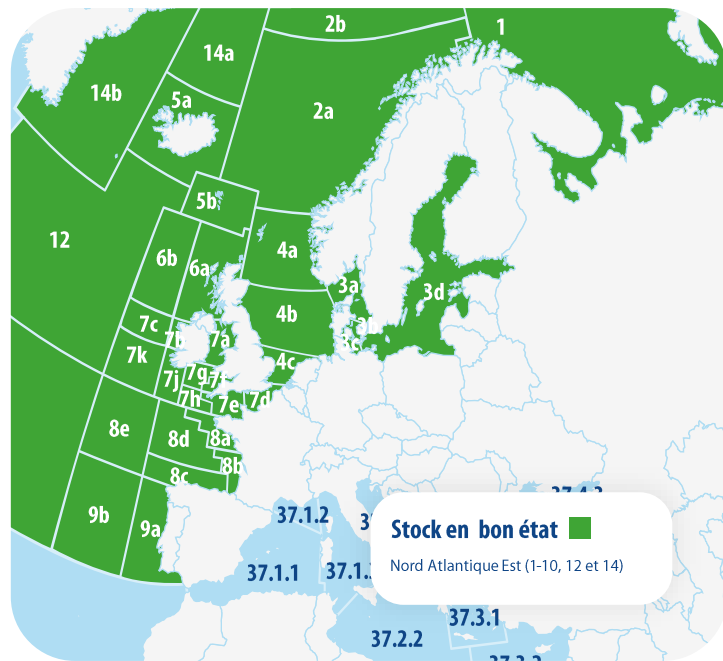 2b
1
14a
14b
5a
2a
5b
12
4a
6b
6a
3a
3d
4b
7c
7b
7a
3c
7k
4c
7j
7g
7f
7h
7e
7d
8e
8d
8a
8b
8c
9b
9a
37.1.2
37.1.1
Stock en bon état
Nord Atlantique Est (1-10, 12 et 14)
37.3.1
37.2.2